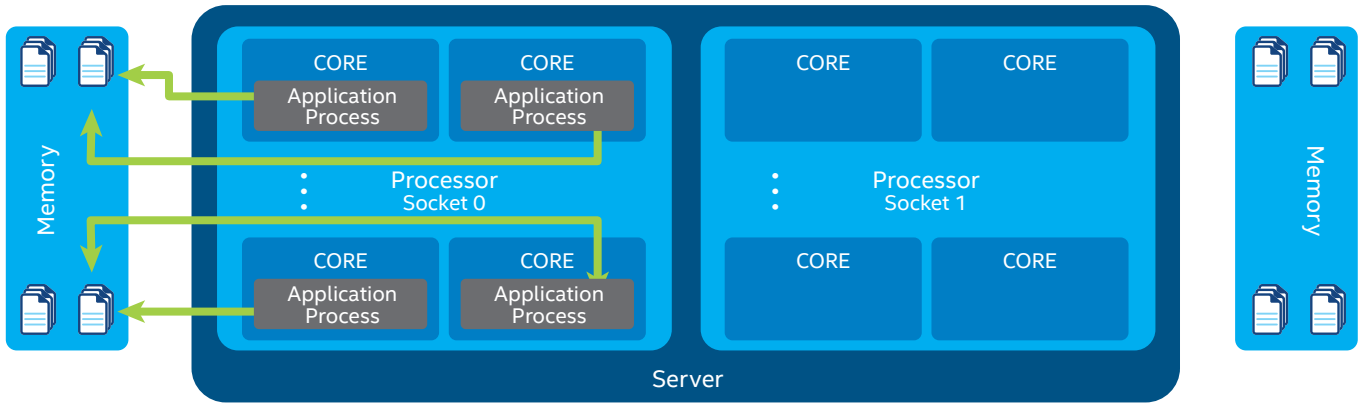 Memory
CORE
Application
Process
CORE
Application
Process
Processor
Socket 0
CORE
Application
Process
CORE
Application
Process
CORE
CORE
Processor
Socket 1
CORE
CORE
Memory
Server